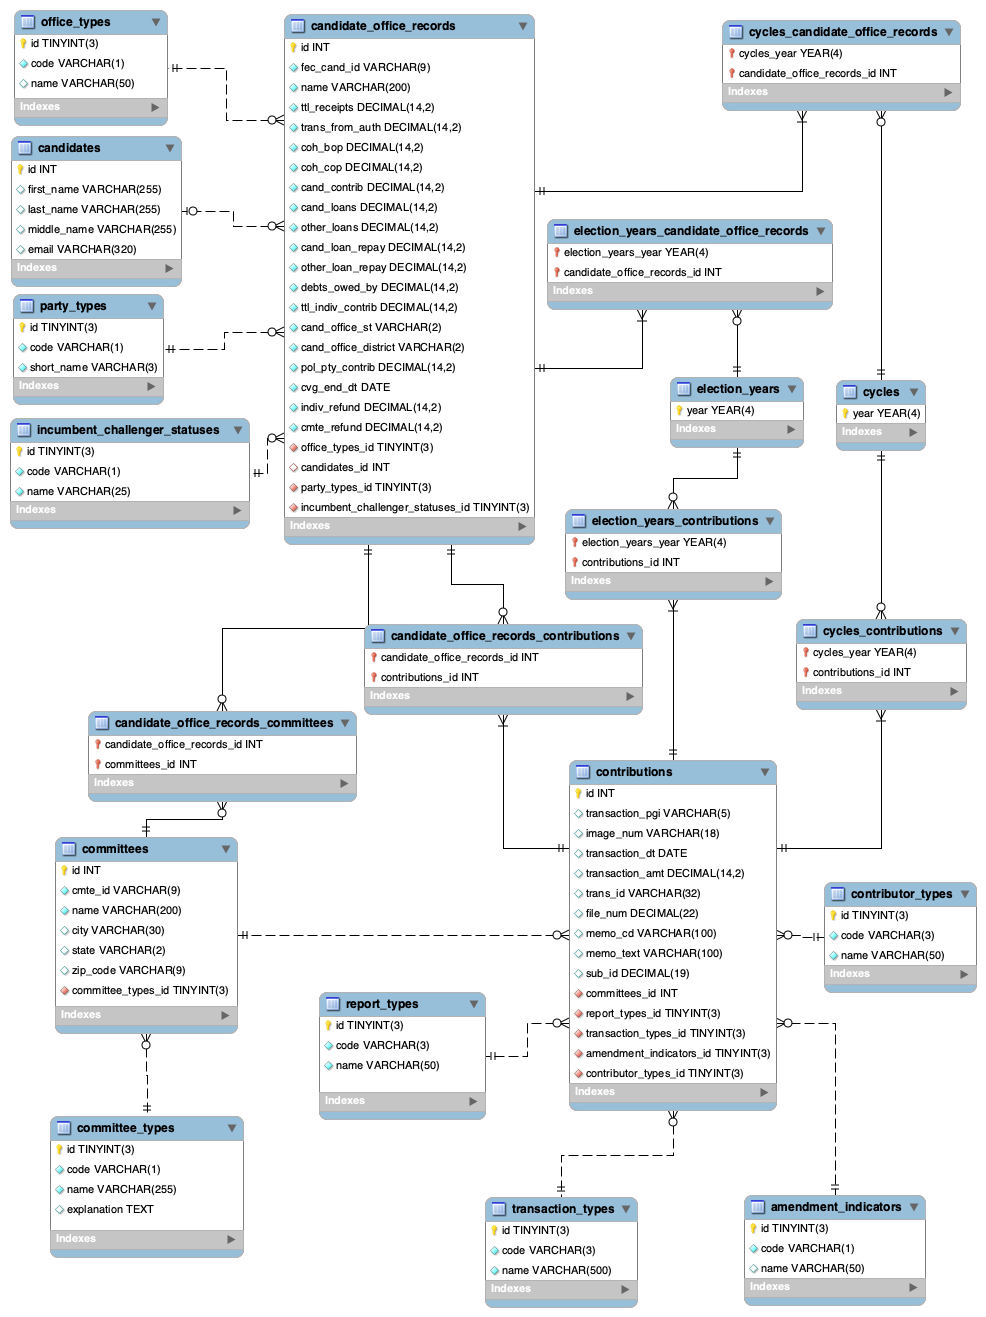 office_types
id TINYINT(3)
code VARCHAR(1)
name VARCHAR(50)
Indexes
candidates
id INT
first_name VARCHAR(255)
last_name VARCHAR(255)
middle_name VARCHAR(255)
email VARCHAR(320)
Indexes
party_types
id TINYINT(3)
code VARCHAR(1)
short_name VARCHAR(3)
Indexes
incumbent_challenger_statuses
id TINYINT(3)
code VARCHAR(1)
name VARCHAR(25)
Indexes
candidate_office_records
id INT
fec_cand_id VARCHAR(9)
name VARCHAR(200)
ttl_receipts DECIMAL(14,2)
trans_from_auth DECIMAL(14,2)
coh_bop DECIMAL(14,2)
coh_cop DECIMAL(14,2)
cand_contrib DECIMAL(14,2)
cand_loans DECIMAL(14,2)
other_loans DECIMAL(14,2)
cand_loan_repay DECIMAL(14,2)
other_loan_repay DECIMAL(14,2)
debts_owed_by DECIMAL(14,2)
ttl_indiv_contrib DECIMAL(14,2)
cand_office_st VARCHAR(2)
cand_office_district VARCHAR(2)
pol_pty_contrib DECIMAL(14,2)
cvg_end_dt DATE
indiv_refund DECIMAL(14,2)
cmte_refund DECIMAL(14,2)
office_types_id TINYINT(3)
candidates_id INT
party_types_id TINYINT(3)
incumbent_challenger_statuses_id TINYINT(3)
Indexes
cycles_candidate_office_records
cycles_year YEAR(4)
candidate_office_records_id INT
Indexes
election_years_candidate_office_records
election_years_year YEAR(4)
candidate_office_records_id INT
Indexes
election_years
year YEAR(4)
Indexes
cycles
year YEAR(4)
Indexes
election_years_contributions
election_years_year YEAR(4)
contributions_id INT
Indexes
cycles_contributions
cycles_year YEAR(4)
contributions_id INT
Indexes
candidate_office_records_contributions
candidate_office_records_id INT
contributions_id INT
Indexes
candidate_office_records_committees
candidate_office_records_id INT
committees_id INT
Indexes
committees
id INT
cmte_id VARCHAR(9)
name VARCHAR(200)
city VARCHAR(30)
state VARCHAR(2)
zip_code VARCHAR(9)
committee_types_id TINYINT(3)
Indexes
contributions
id INT
transaction_pgi VARCHAR(5)
image_num VARCHAR(18)
transaction_dt DATE
transaction_amt DECIMAL(14,2)
trans_id VARCHAR(32)
file_num DECIMAL(22)
memo_cd VARCHAR(100)
memo_text VARCHAR(100)
sub_id DECIMAL(19)
committees_id INT
report_types_id TINYINT(3)
transaction_types_id TINYINT(3)
amendment_indicators_id TINYINT(3)
contributor_types_id TINYINT(3)
Indexes
contributor_types
id TINYINT(3)
code VARCHAR(3)
name VARCHAR(50)
Indexes
report_types
id TINYINT(3)
code VARCHAR(3)
name VARCHAR(50)
Indexes
committee_types
id TINYINT(3)
code VARCHAR(1)
name VARCHAR(255)
explanation TEXT
Indexes
transaction_types
id TINYINT(3)
code VARCHAR(3)
name VARCHAR(500)
Indexes
amendment_indicators
id TINYINT(3)
code VARCHAR(1)
name VARCHAR(50)
Indexes